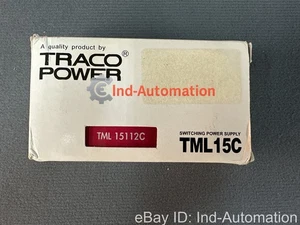 A quality product by
TRACO®
POWER
Ind-Automation
TML 15112C
SWITCHING POWER SUPPLY
TML15C
eBay ID: Ind-Automation